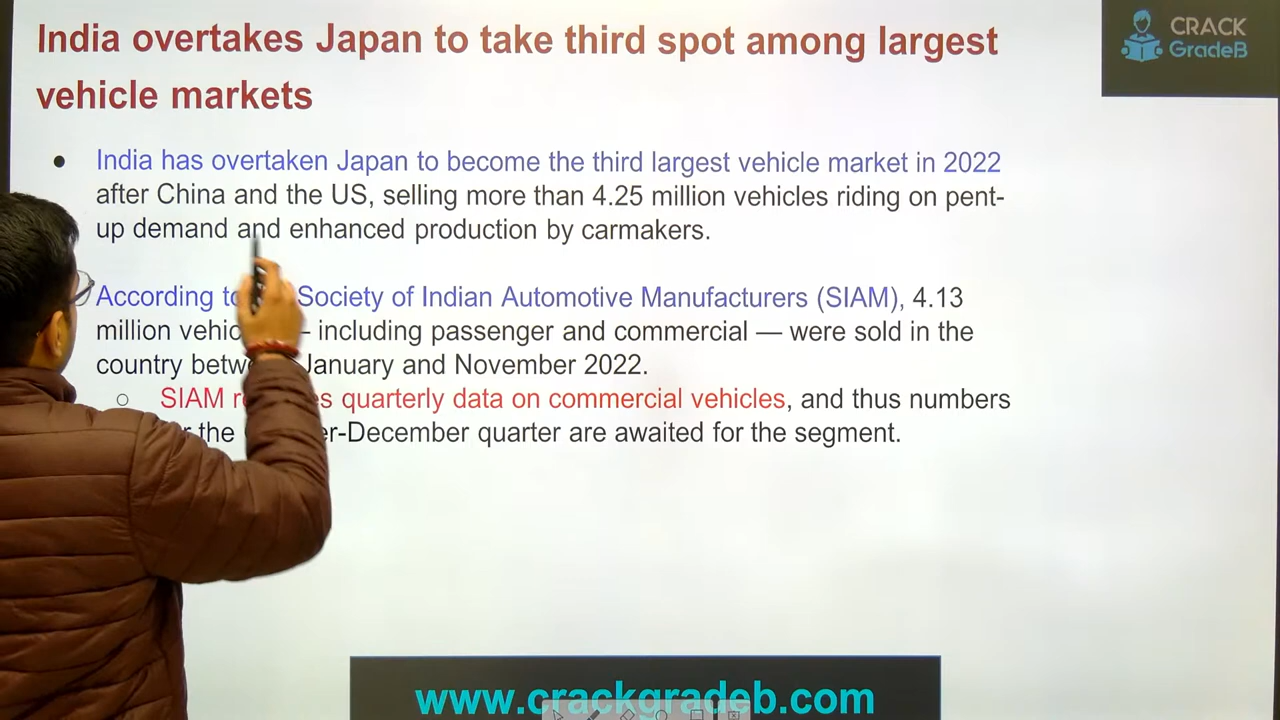 India overtakes Japan to take third spot among largest
vehicle markets
CRACK
GradeB
● India has overtaken Japan to become the third largest vehicle market in 2022
after China and the US, selling more than 4.25 million vehicles riding on pent-
up demand and enhanced production by carmakers.
According Society of Indian Automotive Manufacturers (SIAM), 4.13
million including passenger and commercial — were sold in the
country January and November 2022.
○ SIAM quarterly data on commercial vehicles, and thus numbers
the quarter are awaited for the segment.
www.crackgradeb.com